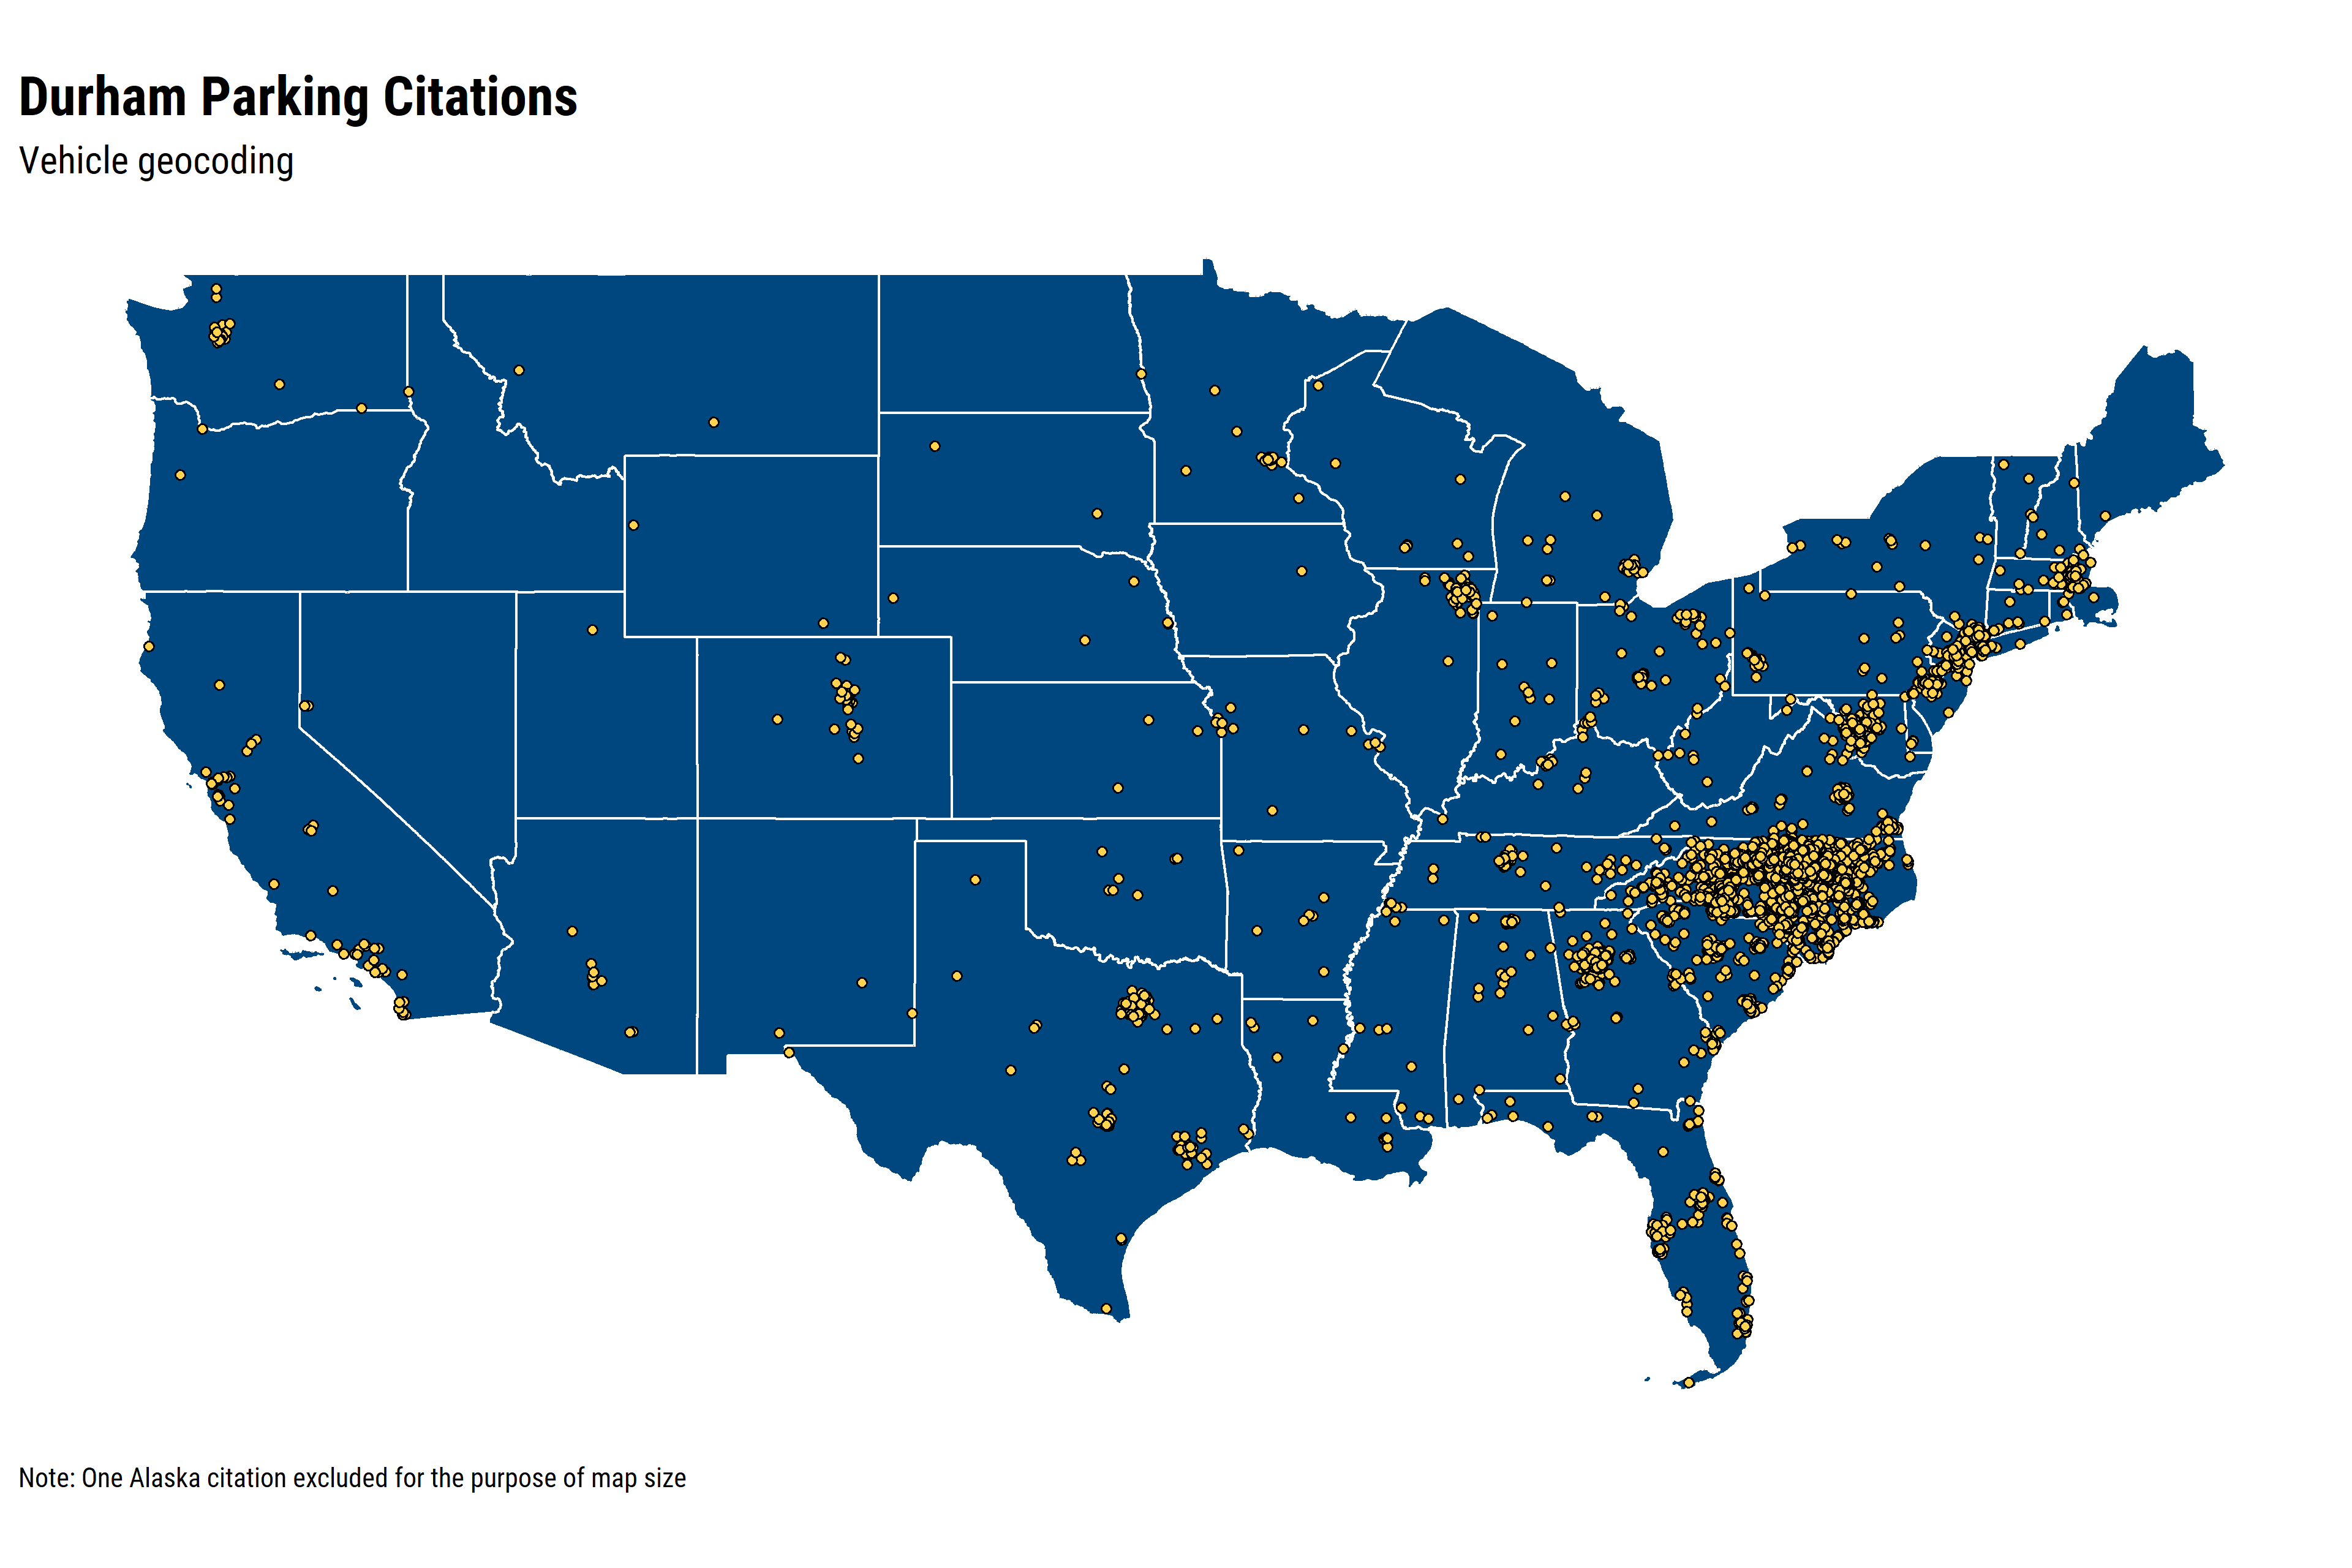 Durham Parking Citations
Vehicle geocoding
Note: One Alaska citation excluded for the purpose of map size